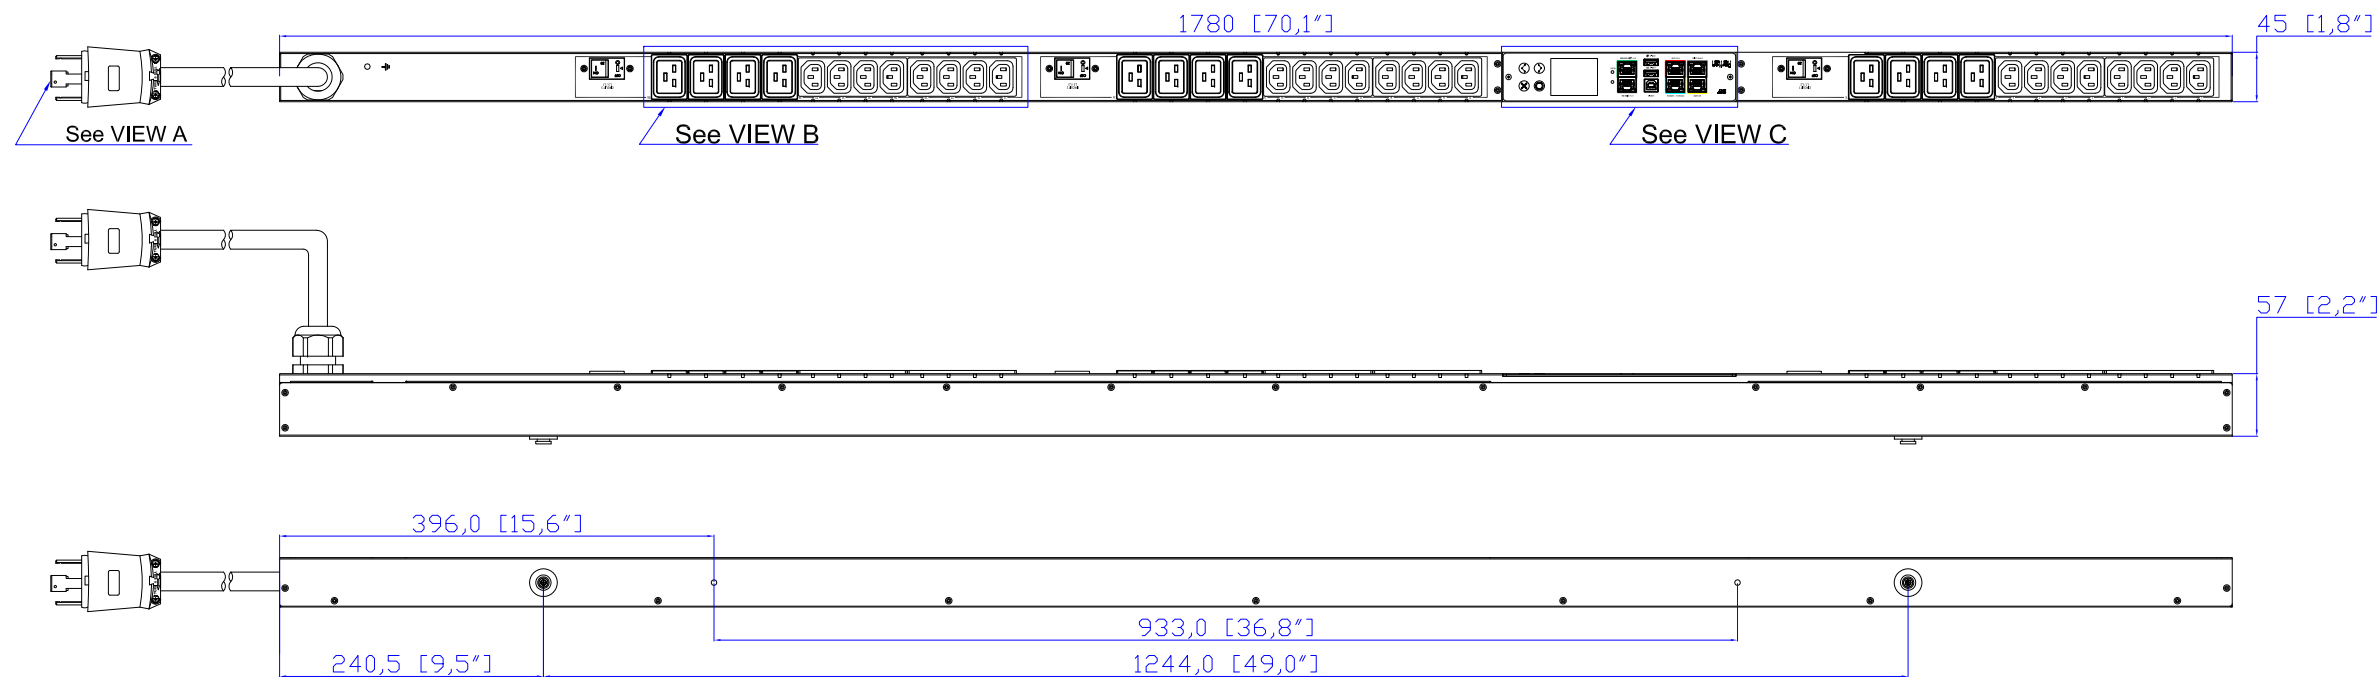 1780 [70,1"]
45 [1,8"]
See VIEW A
See VIEW B
See VIEW C
57 [2,2"]
396,0 [15,6"]
933,0 [36,8"]
240,5 [9,5"]
1244,0 [49,0"]